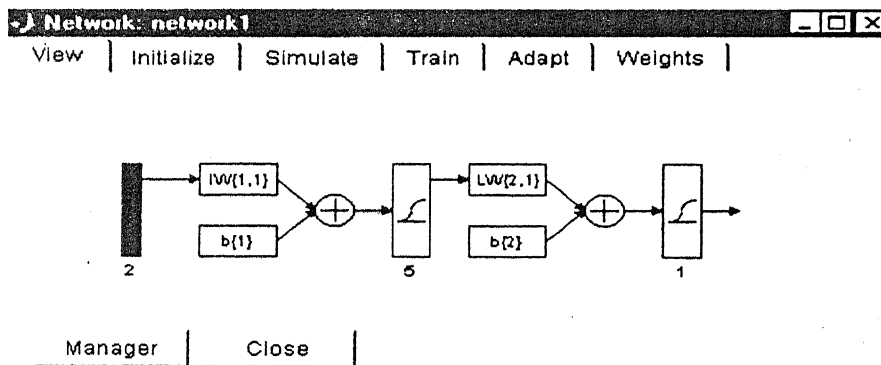 Network: network1
View Initialize Simulate Train Adapt Weights
IW{1,1} LW{2,1}
b{1} b{2}
2 5 1
Manager Close